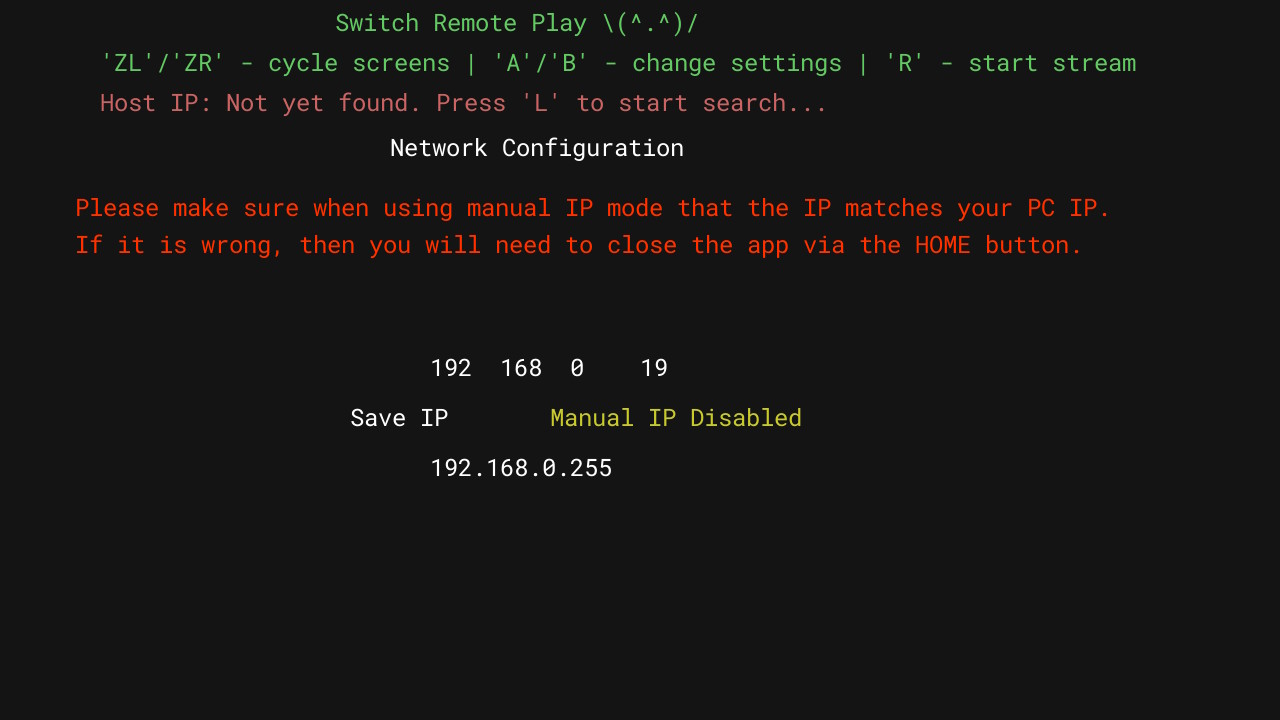 Switch Remote Play \(^.^)/
'ZL'/'ZR' - cycle screens | 'A'/'B' - change settings | 'R' - start stream
Host IP: Not yet found. Press 'L' to start search...
Network Configuration
Please make sure when using manual IP mode that the IP matches your PC IP.
If it is wrong, then you will need to close the app via the HOME button.
192 168 0 19
Save IP Manual IP Disabled
192.168.0.255